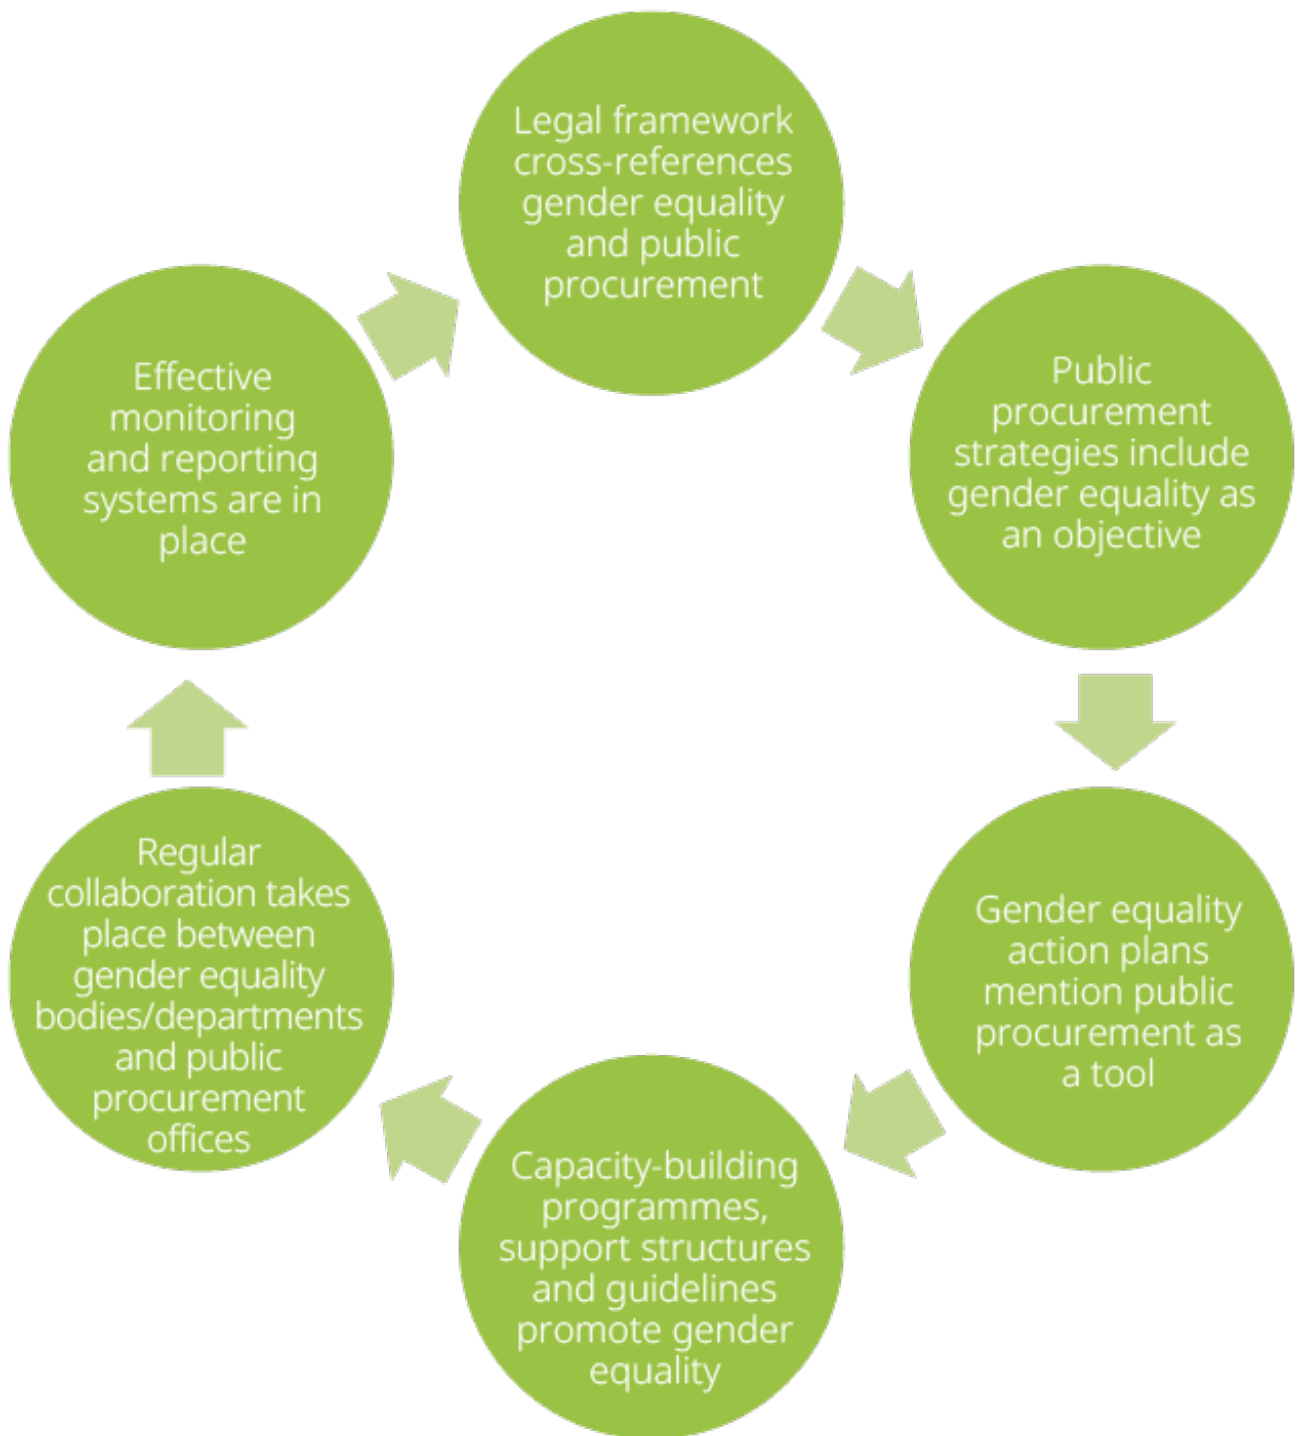 Legal framework
cross-references
gender equality
and public
procurement
Public
procurement
strategies include
gender equality as
an objective
Gender equality
action plans
mention public
procurement as
a tool
Capacity-building
programmes,
support structures
and guidelines
promote gender
equality
Regular
collaboration takes
place between
gender equality
bodies/departments
and public
procurement
offices
Effective
monitoring
and reporting
systems are in
place